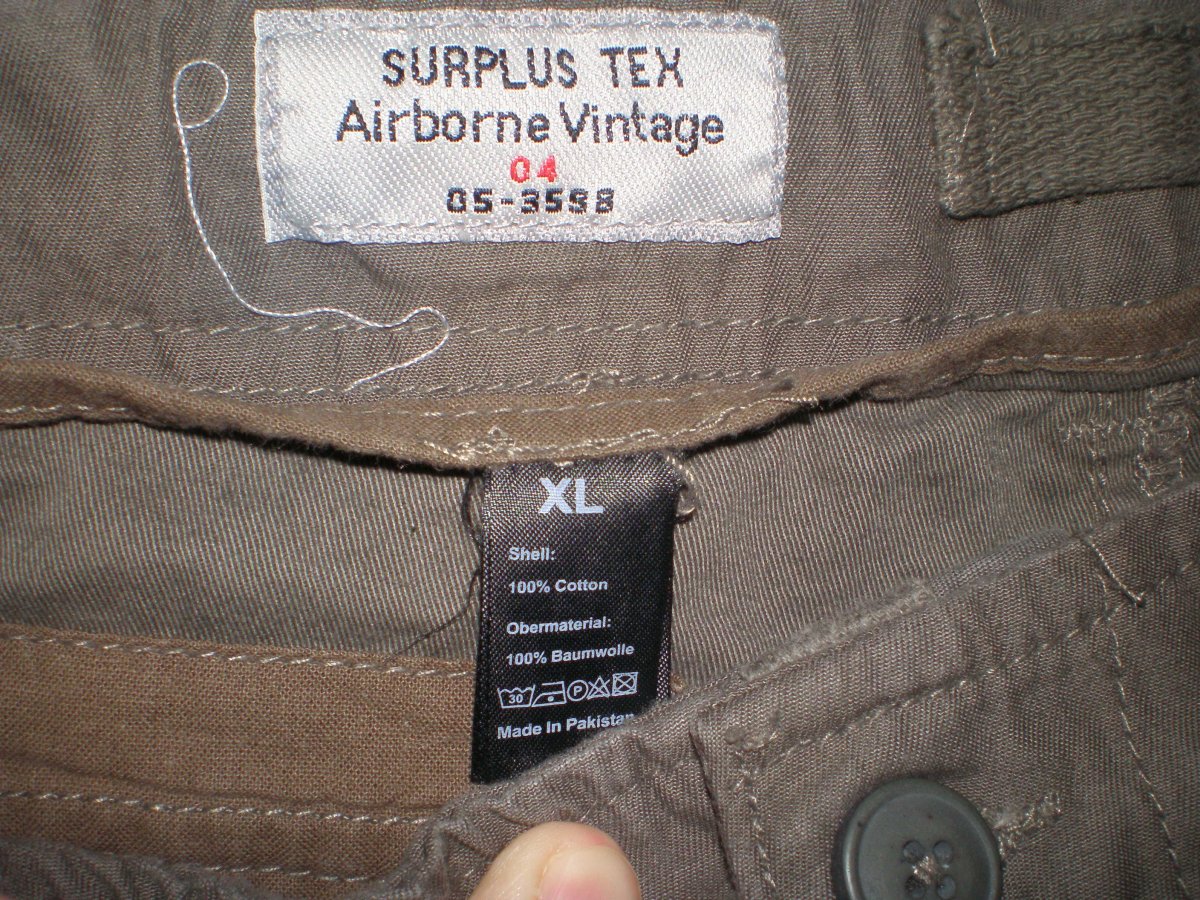 SURPLUS TEX
Airborne Vintage
04
05-3598
XL
Shell:
100% Cotton
Obermaterial:
100% Baumwolle
30 P
Made In Pakistan